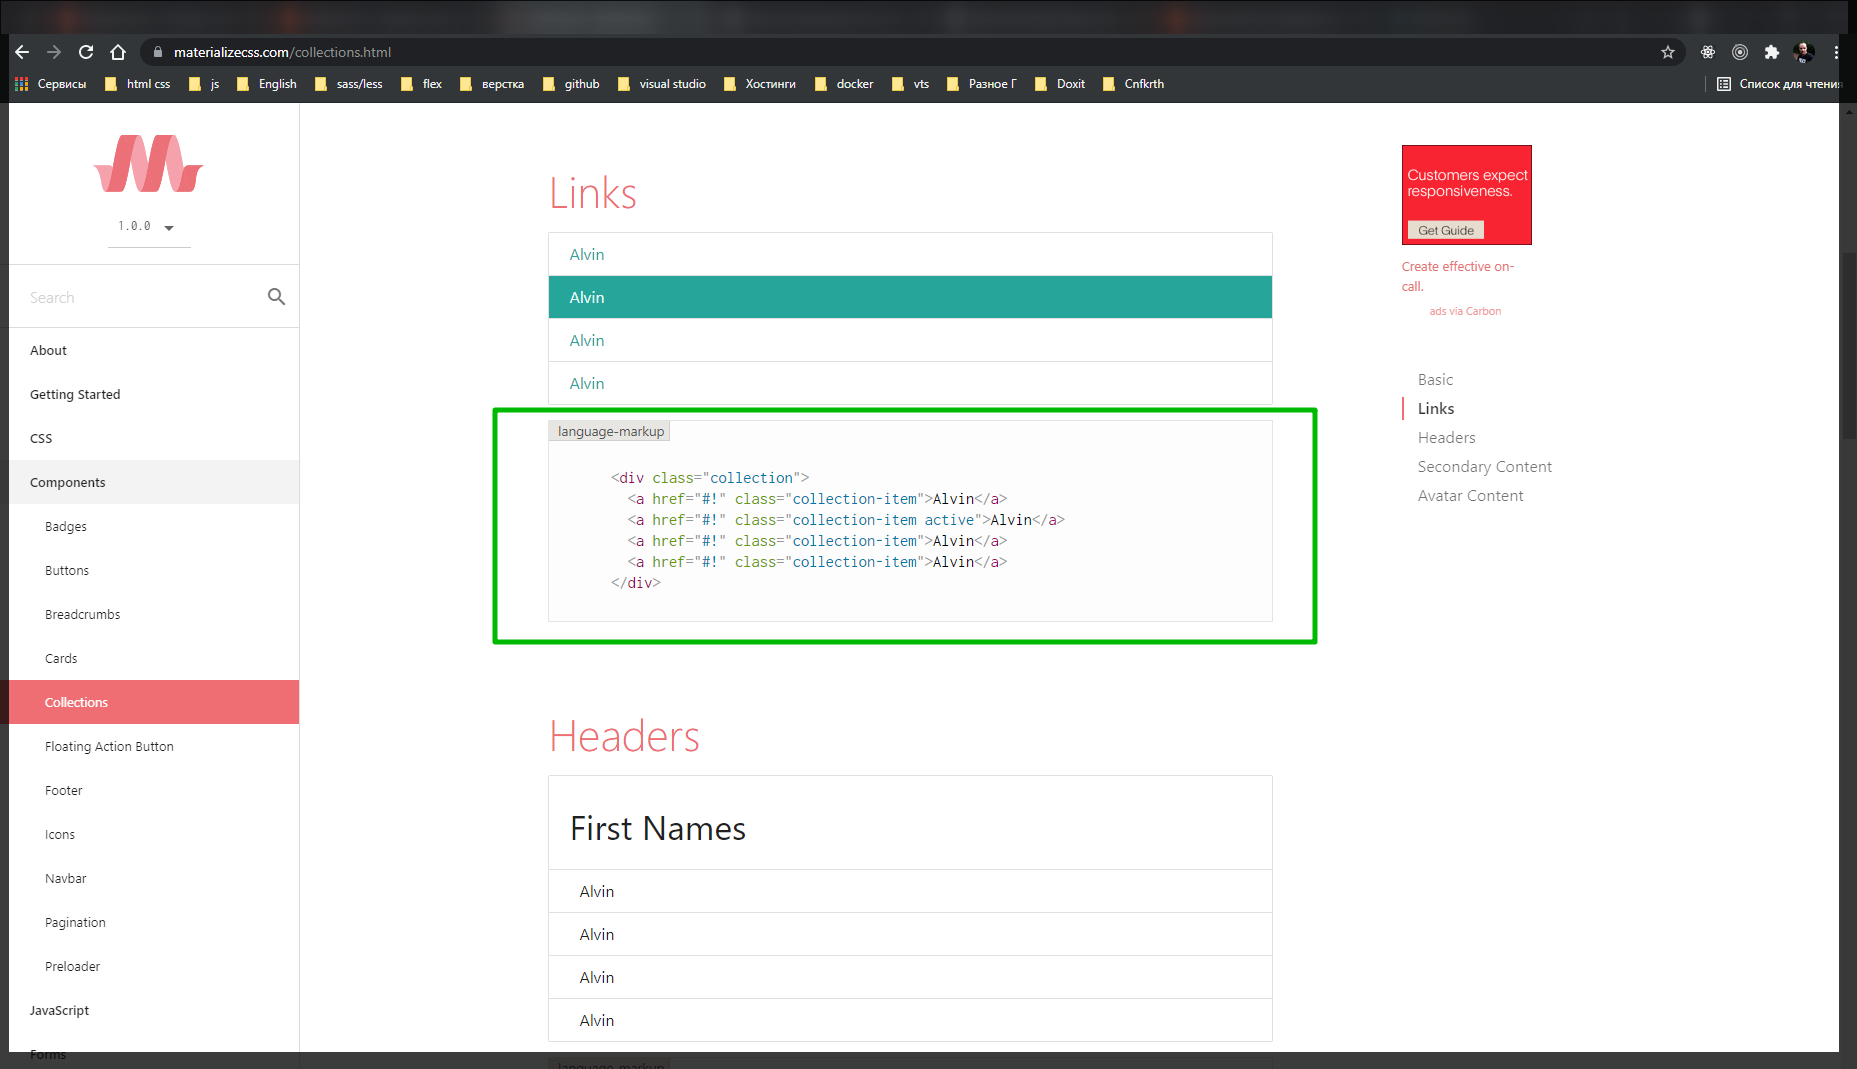 materializecss.com/collections.html
Сервисы
html css
js
English
sass/less
flex
верстка
github
visual studio
Хостинги
docker
vts
Разное Г
Doxit
Cnfkrth
Список для чтения
1.0.0
Search
About
Getting Started
CSS
Components
Badges
Buttons
Breadcrumbs
Cards
Collections
Floating Action Button
Footer
Icons
Navbar
Pagination
Preloader
JavaScript
Forms
Links
Alvin
Alvin
Alvin
Alvin
language-markup
<div class="collection">
<a href="#!" class="collection-item">Alvin</a>
<a href="#!" class="collection-item active">Alvin</a>
<a href="#!" class="collection-item">Alvin</a>
<a href="#!" class="collection-item">Alvin</a>
</div>
Headers
First Names
Alvin
Alvin
Alvin
Alvin
language-markup
Customers expect
responsiveness.
Get Guide
Create effective on-
call.
ads via Carbon
Basic
Links
Headers
Secondary Content
Avatar Content